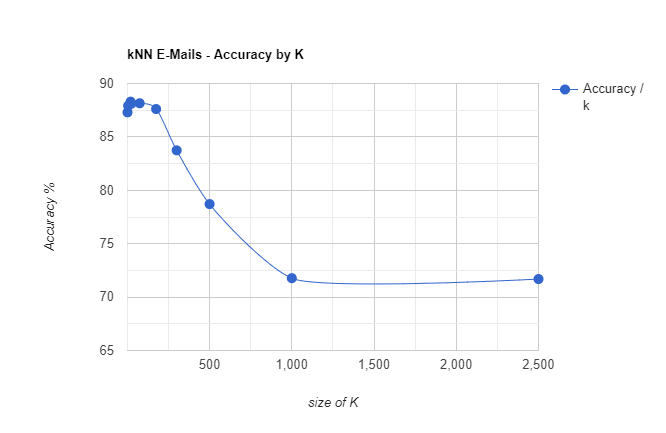 kNN E-Mails - Accuracy by K
90
85
80
75
70
65
Accuracy %
500 1,000 1,500 2,000 2,500
size of K
Accuracy /
k